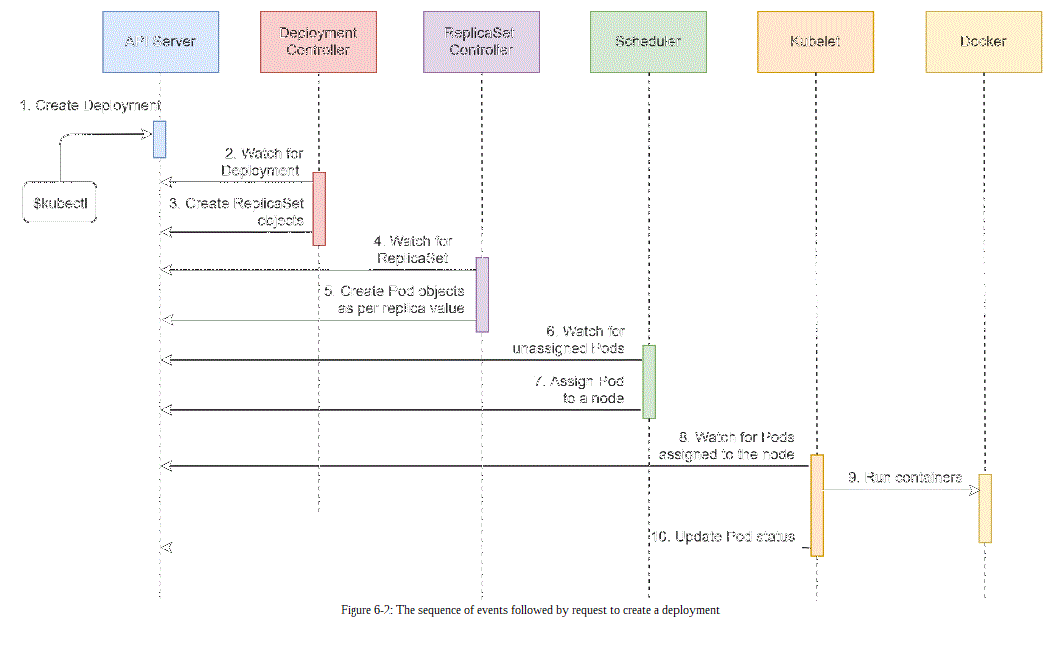 API Server
Deployment
Controller
ReplicaSet
Controller
Scheduler
Kubelet
Docker
1. Create Deployment
$kubectl
2. Watch for
Deployment
3. Create ReplicaSet
objects
4. Watch for
ReplicaSet
5. Create Pod objects
as per replica value
6. Watch for
unassigned Pods
7. Assign Pod
to a node
8. Watch for Pods
assigned to the node
9. Run containers
10. Update Pod status
Figure 6-2: The sequence of events followed by request to create a deployment